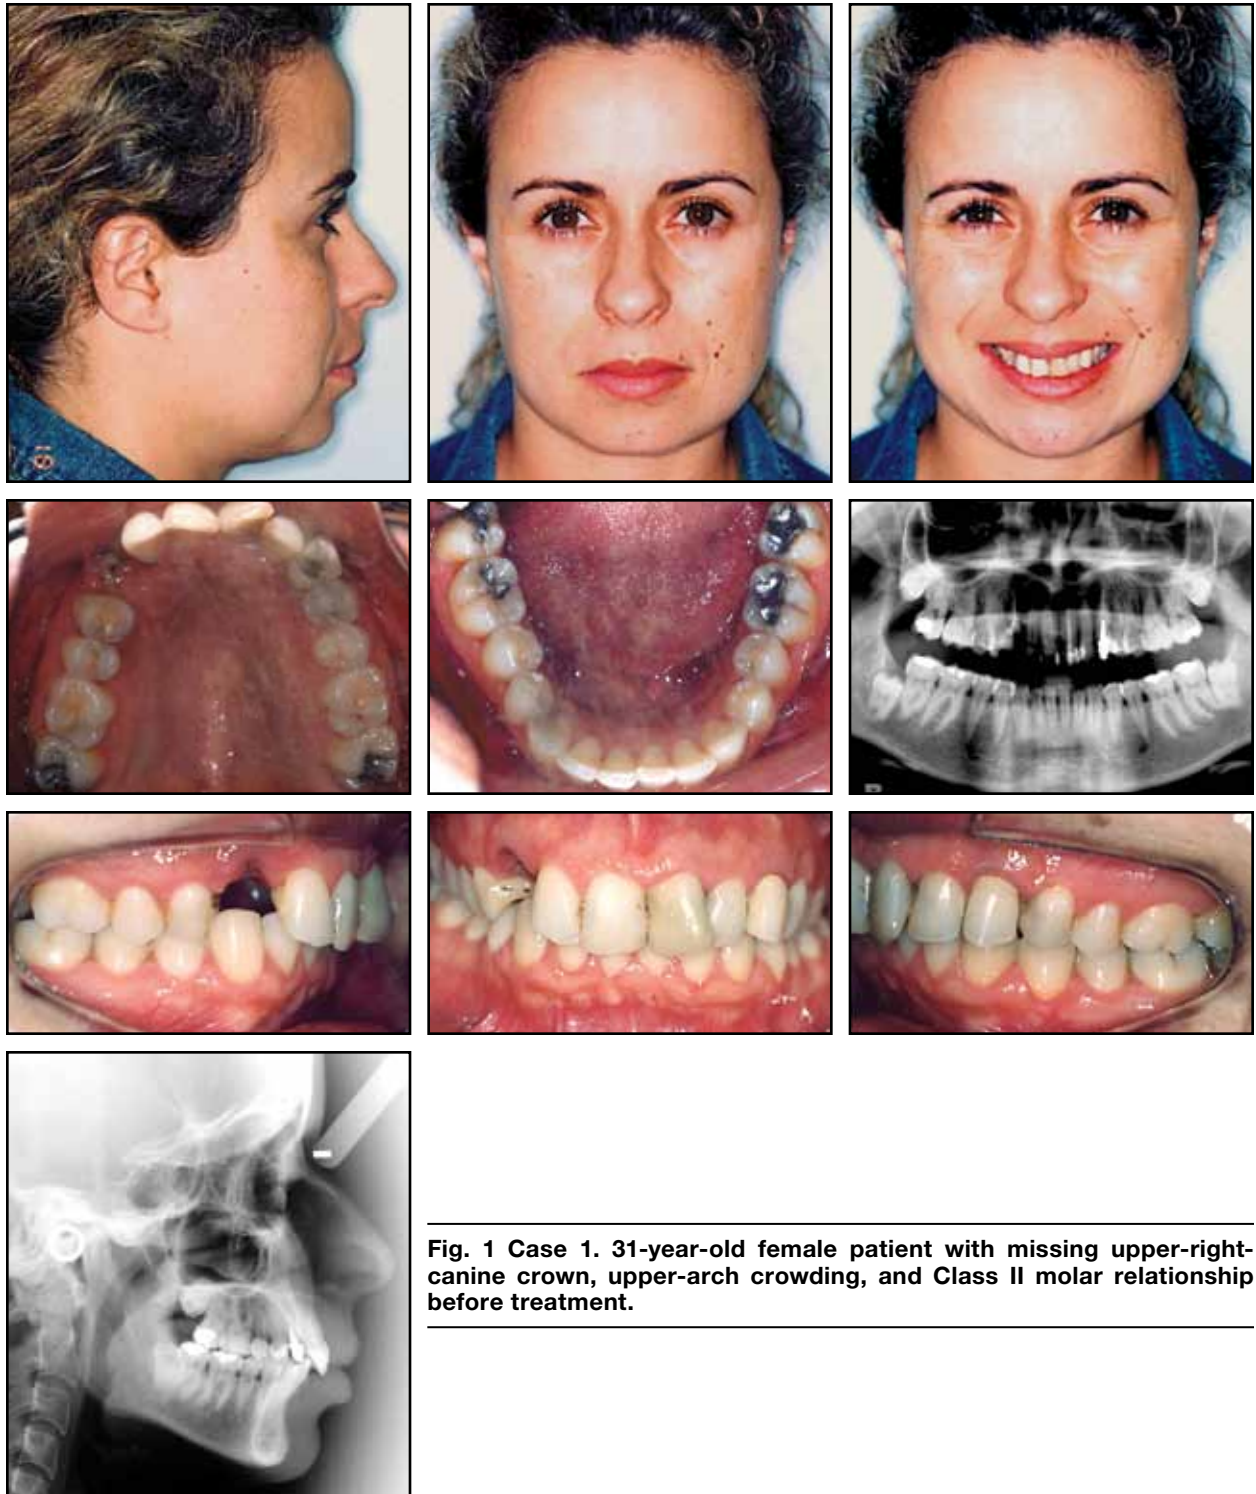 Fig. 1 Case 1. 31-year-old female patient with missing upper-right-
canine crown, upper-arch crowding, and Class II molar relationship
before treatment.